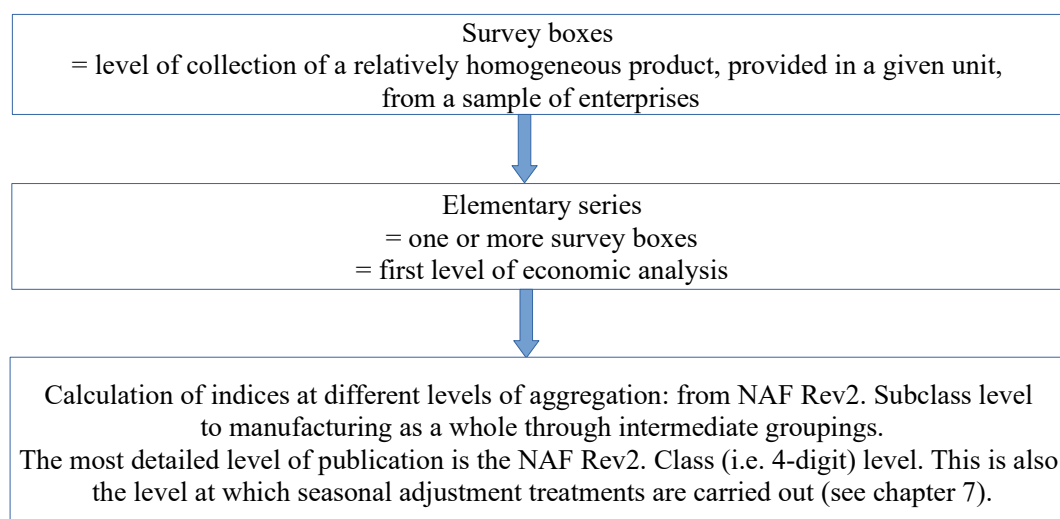 Survey boxes
= level of collection of a relatively homogeneous product, provided in a given unit,
from a sample of enterprises
Elementary series
= one or more survey boxes
= first level of economic analysis
Calculation of indices at different levels of aggregation: from NAF Rev2. Subclass level
to manufacturing as a whole through intermediate groupings.
The most detailed level of publication is the NAF Rev2. Class (i.e. 4-digit) level. This is also
the level at which seasonal adjustment treatments are carried out (see chapter 7).